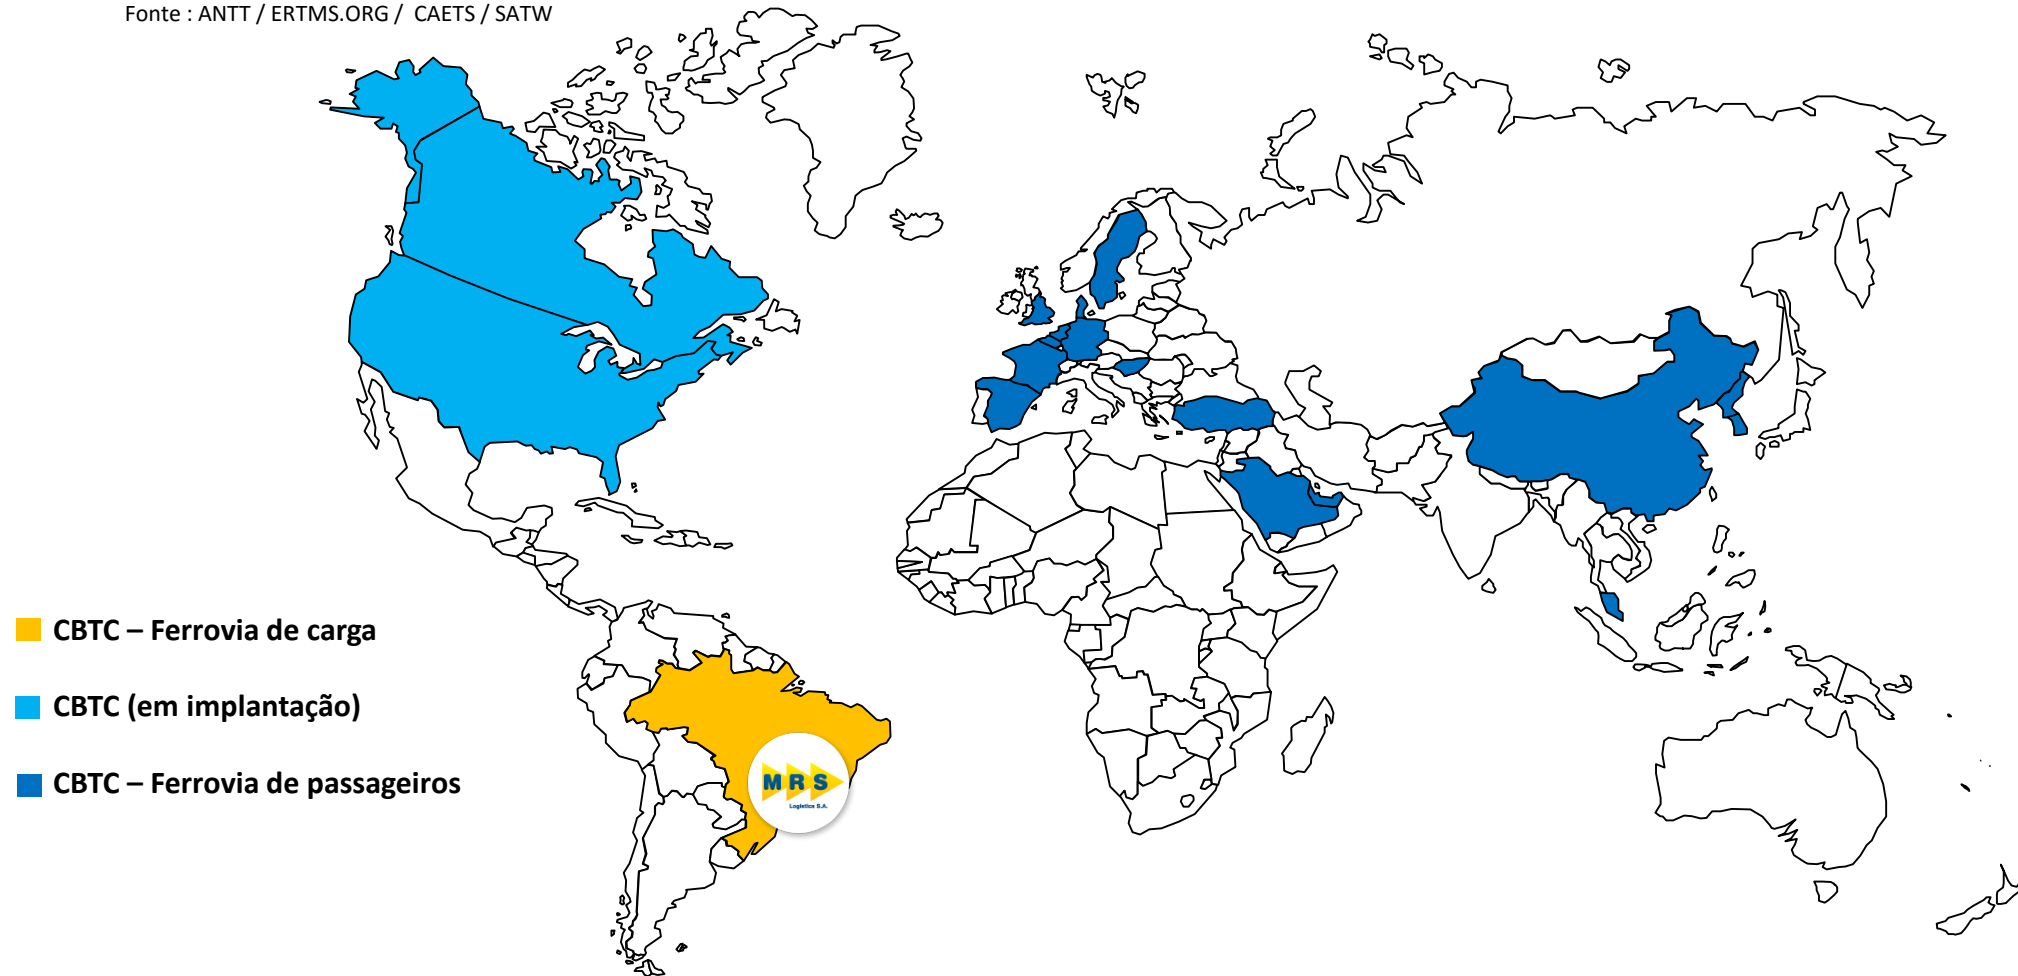 Fonte : ANTT / ERTMS.ORG / CAETS / SATW
CBTC – Ferrovia de carga
CBTC (em implantação)
CBTC – Ferrovia de passageiros
MRS
Logística S.A.